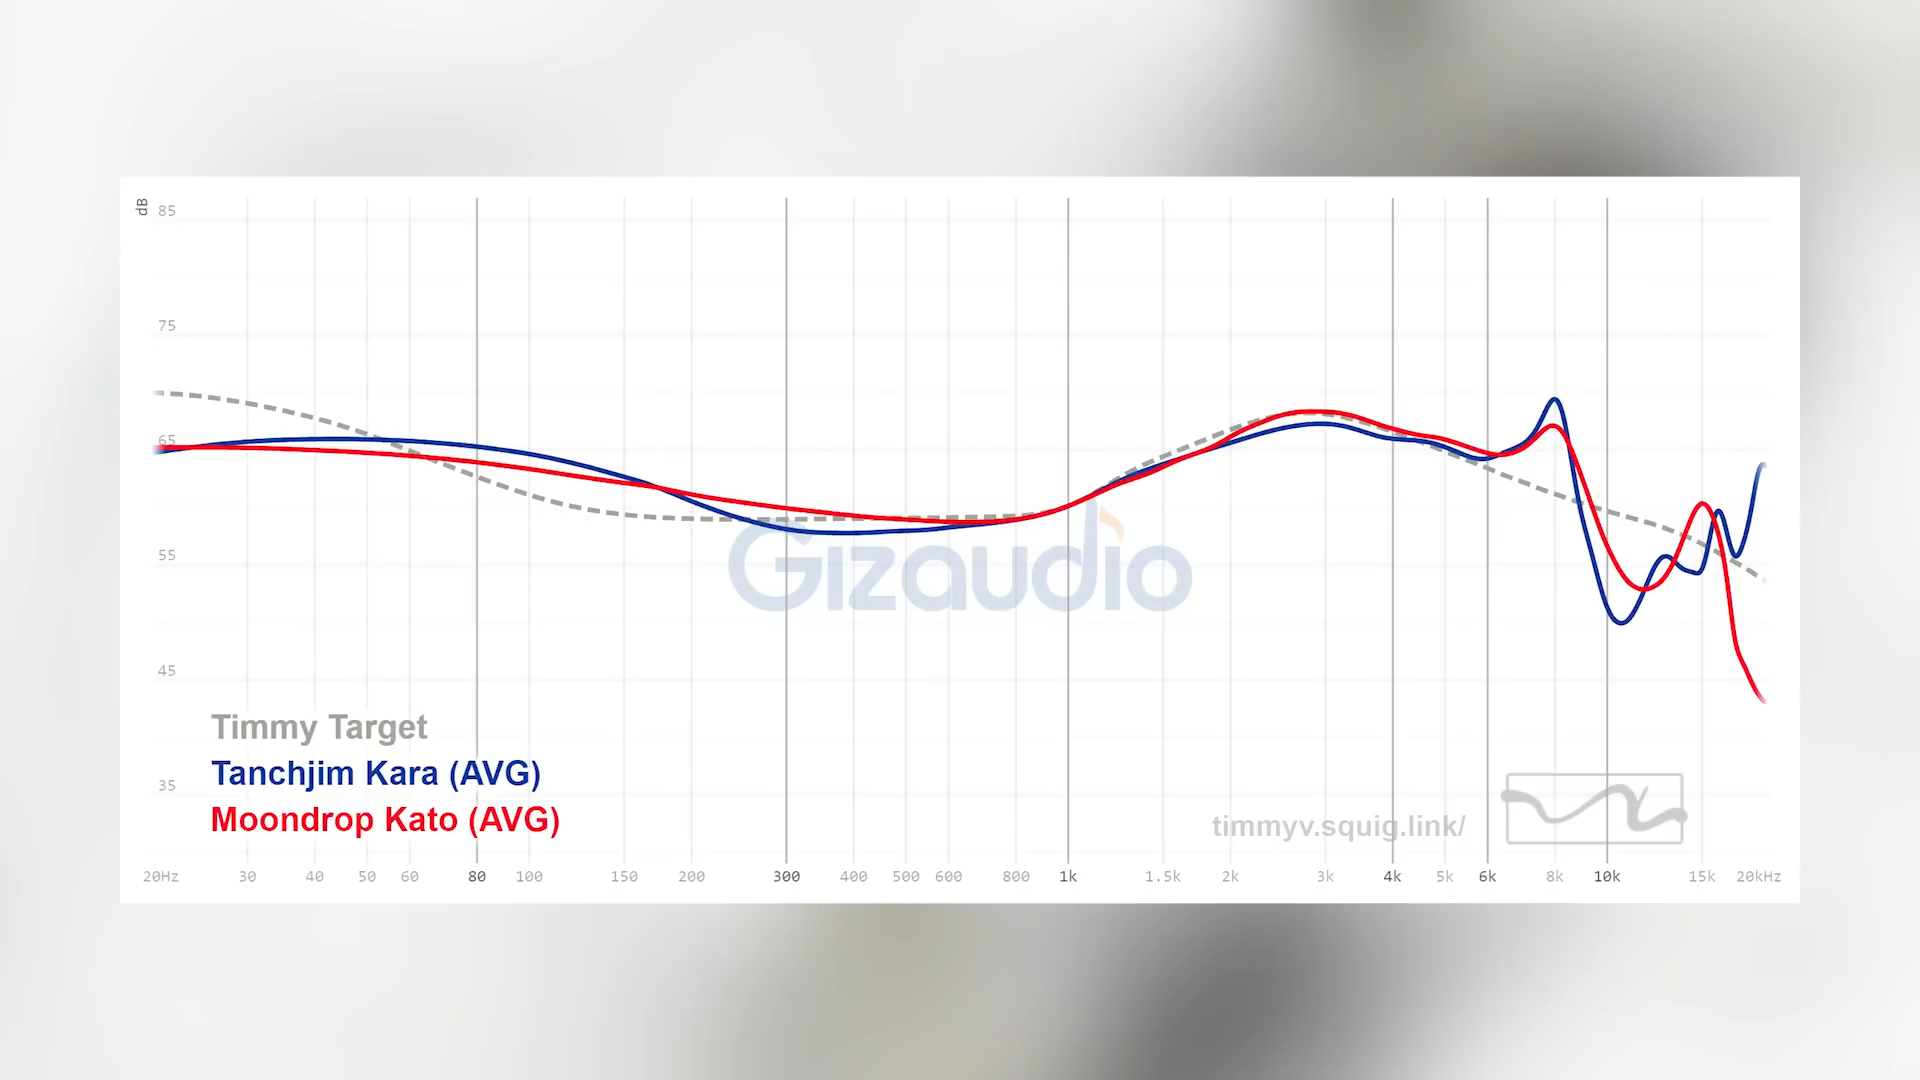 dB
85
75
65
55
45
35
Gizaudio
Timmy Target
Tanchjim Kara (AVG)
Moondrop Kato (AVG)
timmyv.squig.link/
20Hz 30 40 50 60 80 100 150 200 300 400 500 600 800 1k 1.5k 2k 3k 4k 5k 6k 8k 10k 15k 20kHz